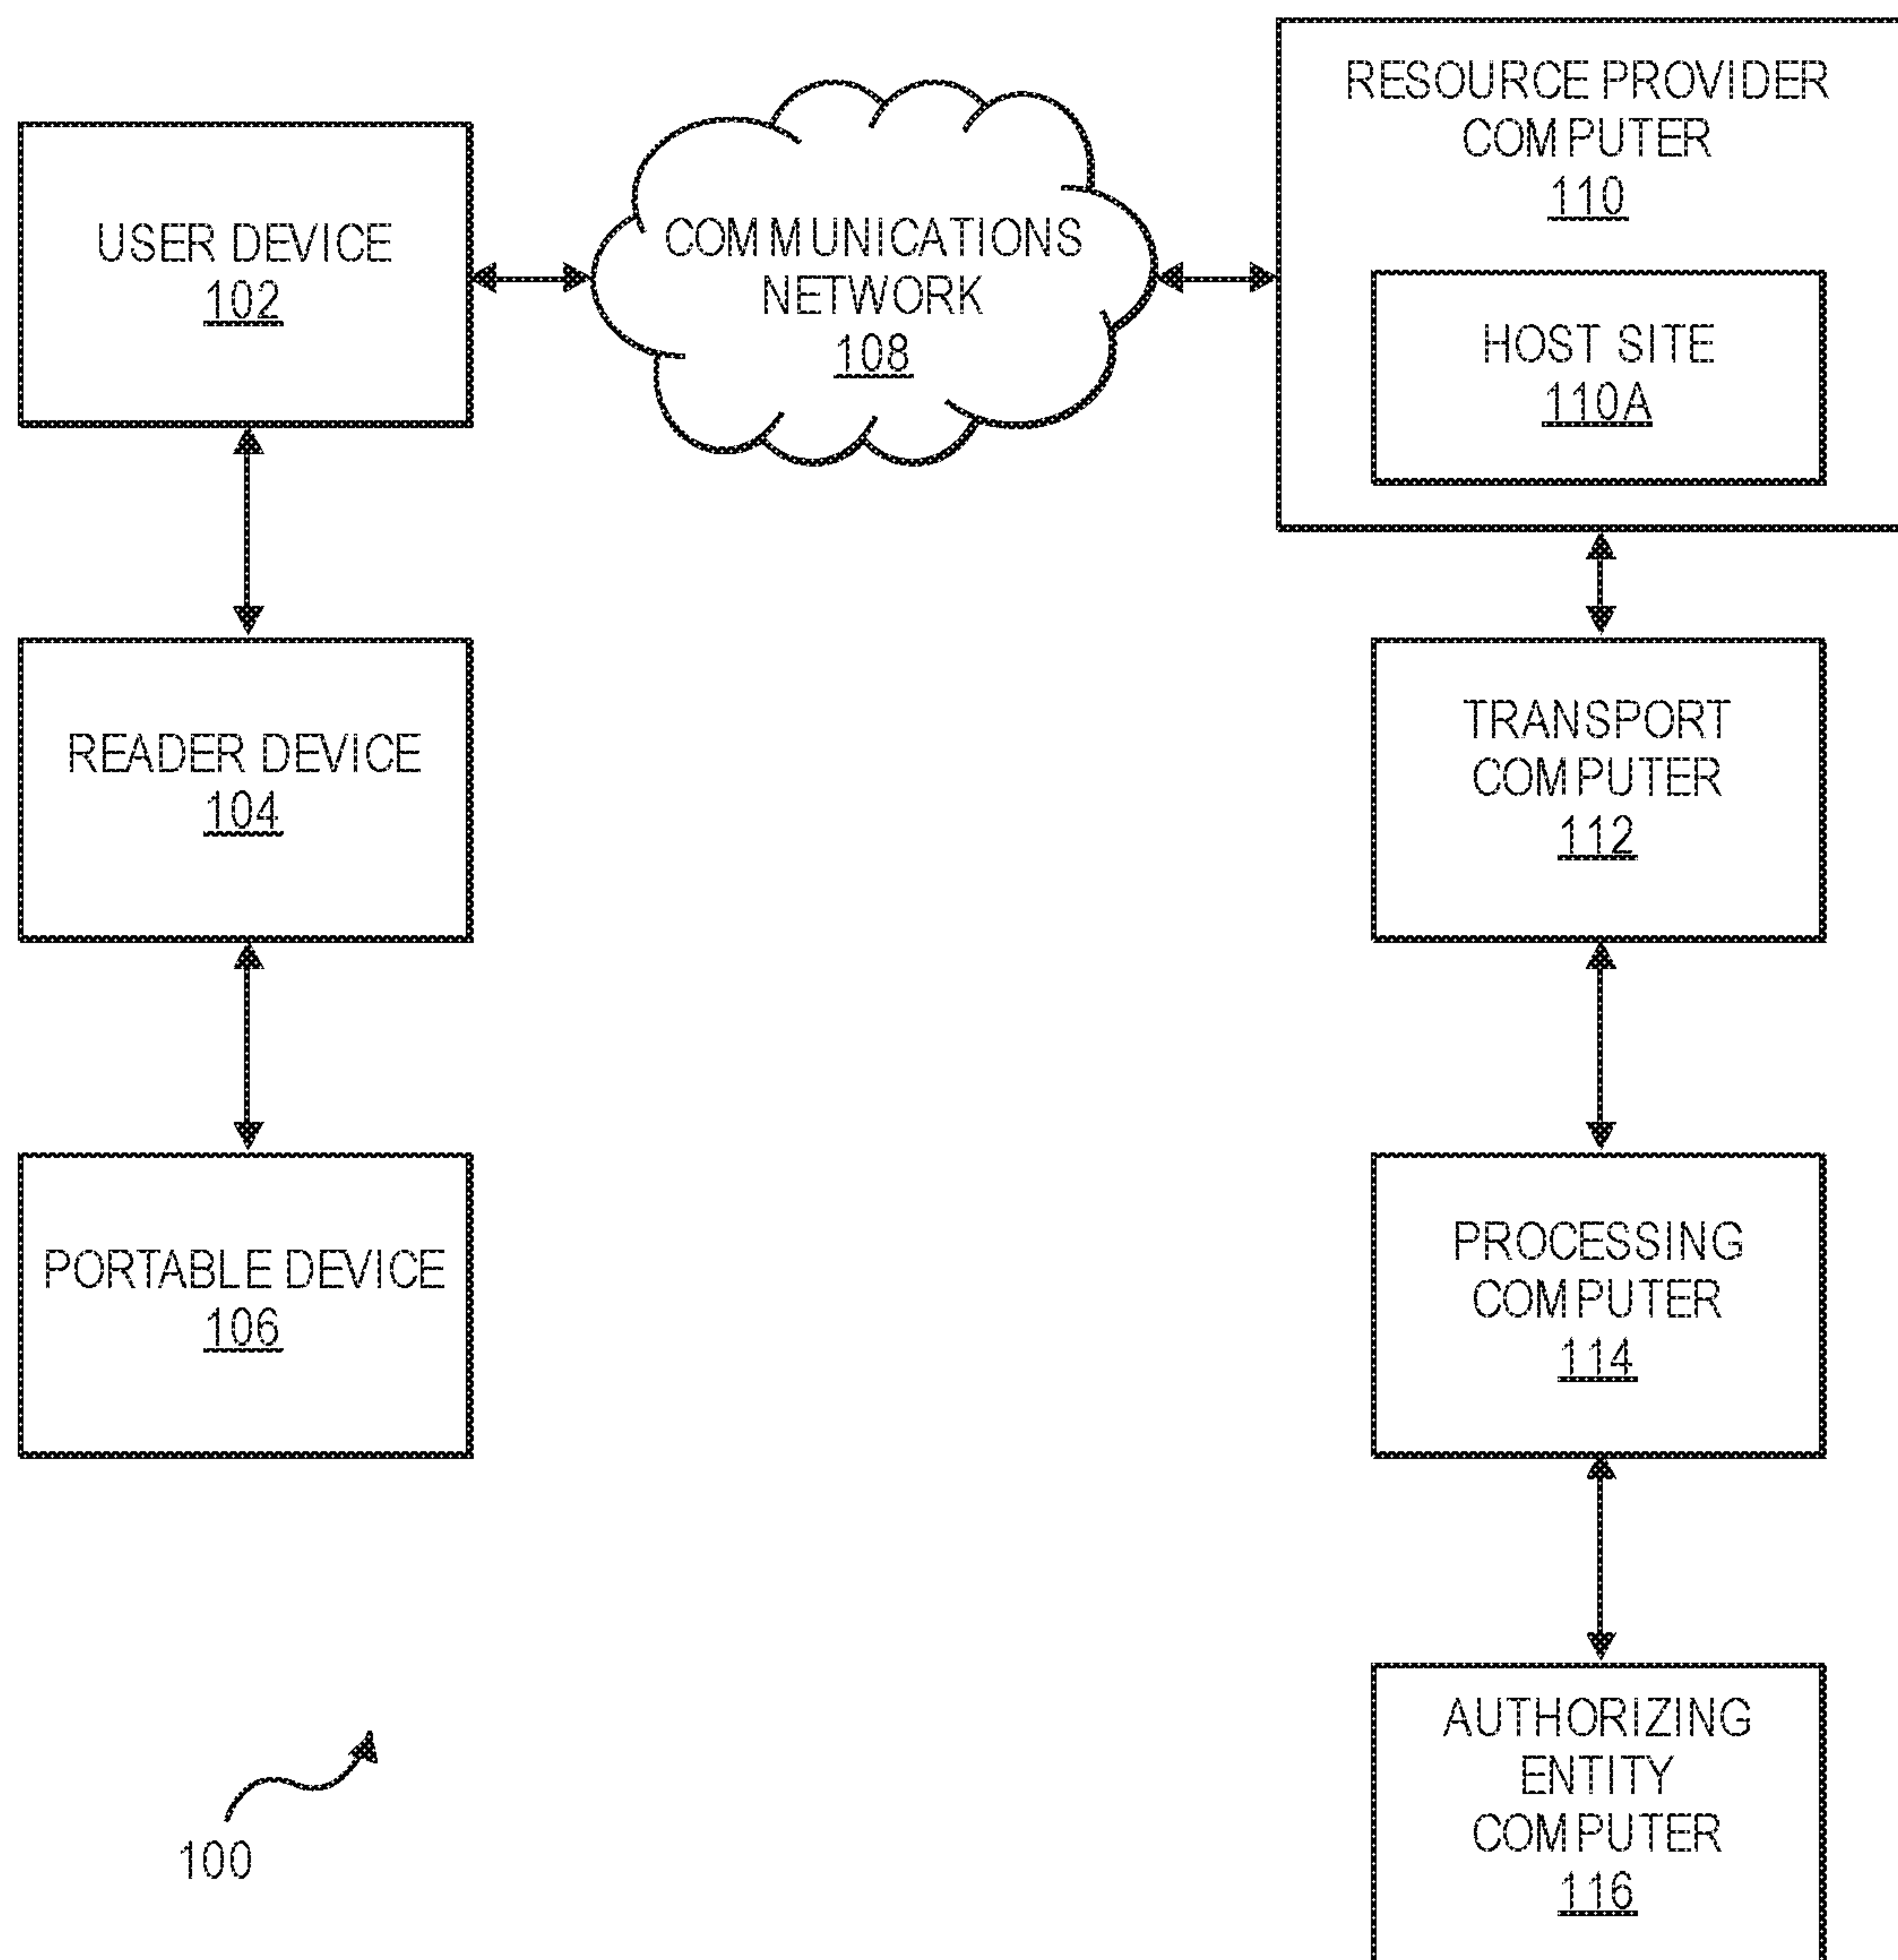 USER DEVICE
102
COMMUNICATIONS
NETWORK
108
RESOURCE PROVIDER
COMPUTER
110
HOST SITE
110A
READER DEVICE
104
TRANSPORT
COMPUTER
112
PORTABLE DEVICE
106
PROCESSING
COMPUTER
114
AUTHORIZING
ENTITY
COMPUTER
116
100